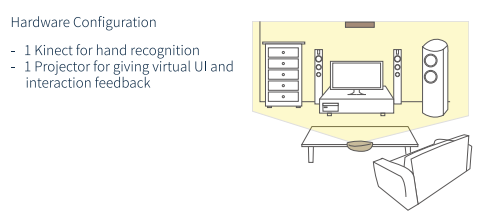 Hardware Configuration
- 1 Kinect for hand recognition
- 1 Projector for giving virtual UI and
interaction feedback